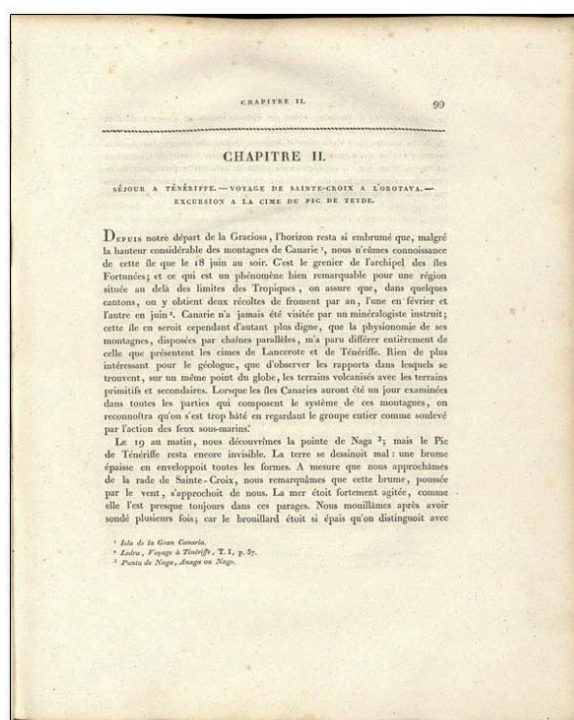 CHAPITRE II. 99
CHAPITRE II.
SÉJOUR A TÉNÉRIFFE. — VOYAGE DE SAINTE-CROIX A L'OROTAVA. —
EXCURSION A LA CIME DU PIC DE TEYDE.
DEPUIS notre départ de la Graciosa, l'horizon resta si embrumé que, malgré
la hauteur considérable des montagnes de Canarie ¹, nous n'eûmes connoissance
de cette île que le 18 juin au soir. C'est le grenier de l'archipel des îles
Fortunées; et ce qui est un phénomène bien remarquable pour une région
située au delà des limites des Tropiques, on assure que, dans quelques
cantons, on y obtient deux récoltes de froment par an, l'une en février et
l'autre en juin ². Canarie n'a jamais été visitée par un minéralogiste instruit;
cette île en seroit cependant d'autant plus digne, que la physionomie de ses
montagnes, disposées par chaînes parallèles, m'a paru différer entièrement de
celle que présentent les cimes de Lancerote et de Ténériffe. Rien de plus
intéressant pour le géologue, que d'observer les rapports dans lesquels se
trouvent, sur un même point du globe, les terrains volcanisés avec les terrains
primitifs et secondaires. Lorsque les îles Canaries auront été un jour examinées
dans toutes les parties qui composent le système de ces montagnes, on
reconnoîtra qu'on s'est trop hâté en regardant le groupe entier comme soulevé
par l'action des feux sous-marins.
Le 19 au matin, nous découvrîmes la pointe de Naga ³; mais le Pic
de Ténériffe resta encore invisible. La terre se dessinoit mal : une brume
épaisse en enveloppoit toutes les formes. A mesure que nous approchâmes
de la rade de Sainte-Croix, nous remarquâmes que cette brume, poussée
par le vent, s'approchoit de nous. La mer étoit fortement agitée, comme
elle l'est presque toujours dans ces parages. Nous mouillâmes après avoir
sondé plusieurs fois; car le brouillard étoit si épais qu'on distinguoit avec
¹ Isla de la Gran Canaria.
² Ledru, Voyage à Ténériffe, T. I, p. 37.
³ Punta de Naga, Anaga ou Nago.